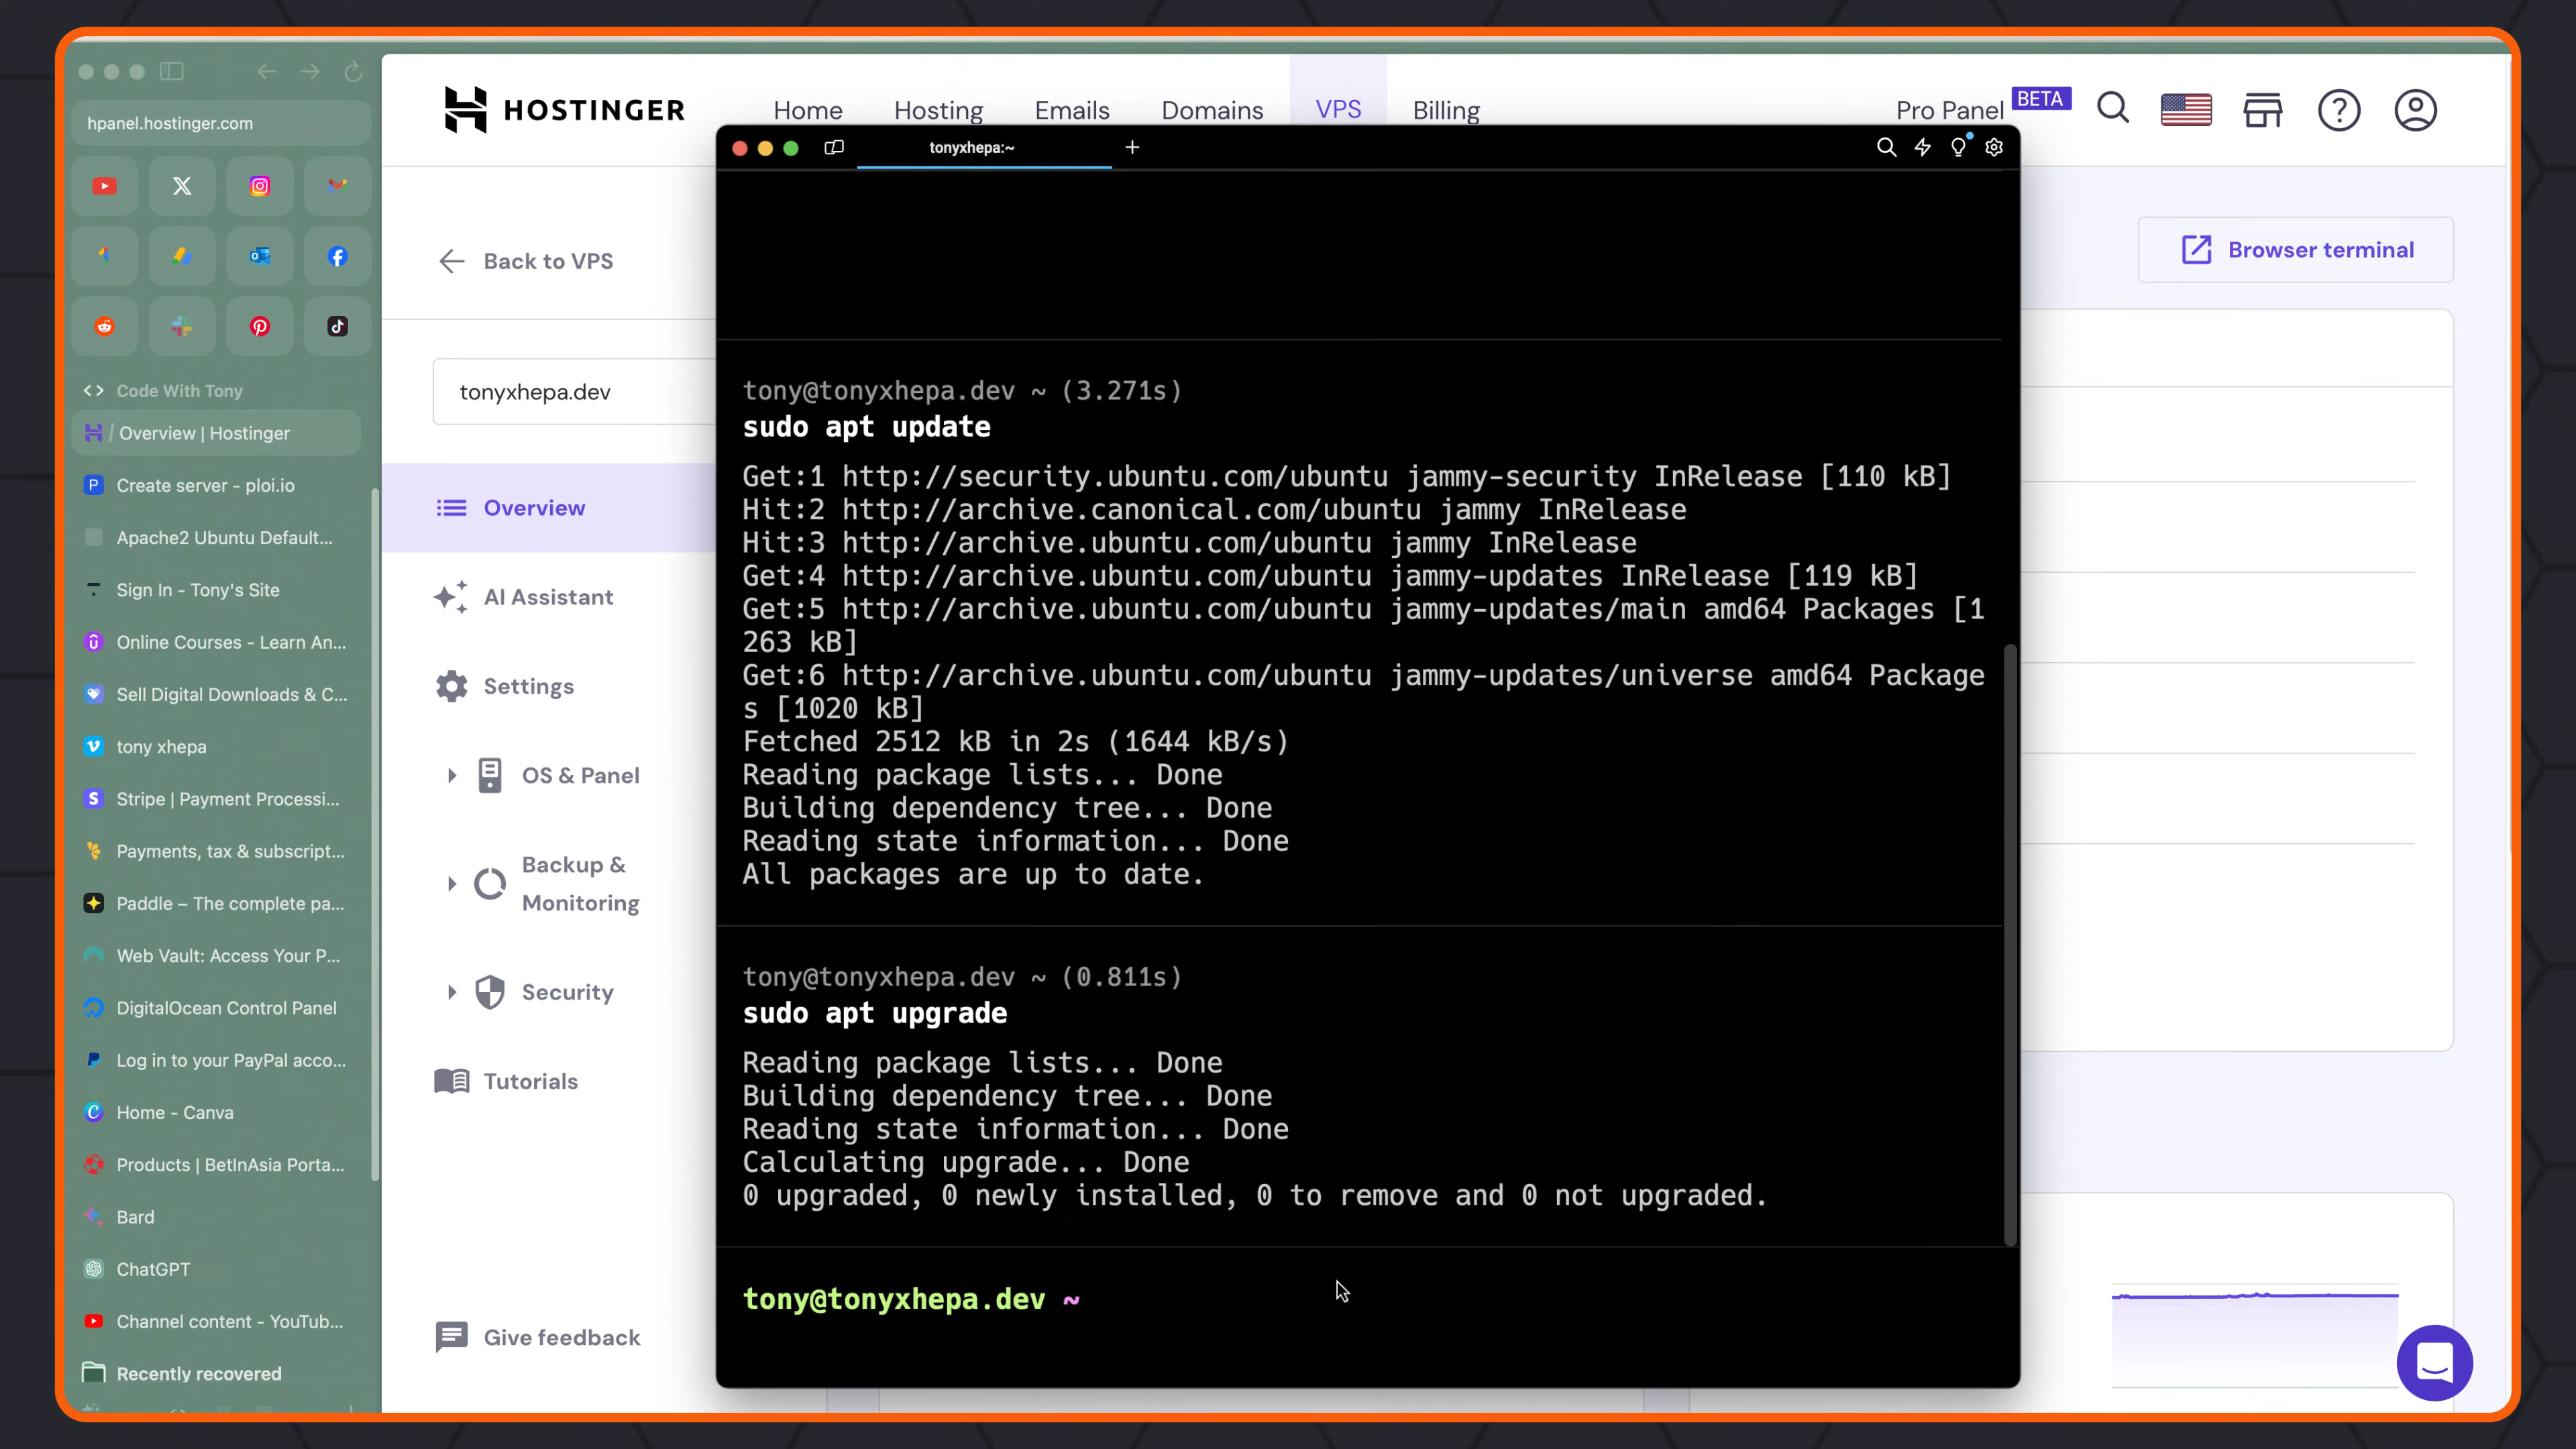 hpanel.hostinger.com
Code With Tony
/ Overview | Hostinger
Create server - ploi.io
Apache2 Ubuntu Default...
Sign In - Tony's Site
Online Courses - Learn An...
Sell Digital Downloads & C...
tony xhepa
Stripe | Payment Processi...
Payments, tax & subscript...
Paddle – The complete pa...
Web Vault: Access Your P...
DigitalOcean Control Panel
Log in to your PayPal acco...
Home - Canva
Products | BetInAsia Porta...
Bard
ChatGPT
Channel content - YouTub...
Recently recovered
HOSTINGER
Home Hosting Emails Domains VPS Billing
Pro Panel BETA
Back to VPS
Browser terminal
tonyxhepa.dev
Overview
AI Assistant
Settings
OS & Panel
Backup &
Monitoring
Security
Tutorials
Give feedback
tonyxhepa:~
tony@tonyxhepa.dev ~ (3.271s)
sudo apt update
Get:1 http://security.ubuntu.com/ubuntu jammy-security InRelease [110 kB]
Hit:2 http://archive.canonical.com/ubuntu jammy InRelease
Hit:3 http://archive.ubuntu.com/ubuntu jammy InRelease
Get:4 http://archive.ubuntu.com/ubuntu jammy-updates InRelease [119 kB]
Get:5 http://archive.ubuntu.com/ubuntu jammy-updates/main amd64 Packages [1
263 kB]
Get:6 http://archive.ubuntu.com/ubuntu jammy-updates/universe amd64 Package
s [1020 kB]
Fetched 2512 kB in 2s (1644 kB/s)
Reading package lists... Done
Building dependency tree... Done
Reading state information... Done
All packages are up to date.
tony@tonyxhepa.dev ~ (0.811s)
sudo apt upgrade
Reading package lists... Done
Building dependency tree... Done
Reading state information... Done
Calculating upgrade... Done
0 upgraded, 0 newly installed, 0 to remove and 0 not upgraded.
tony@tonyxhepa.dev ~